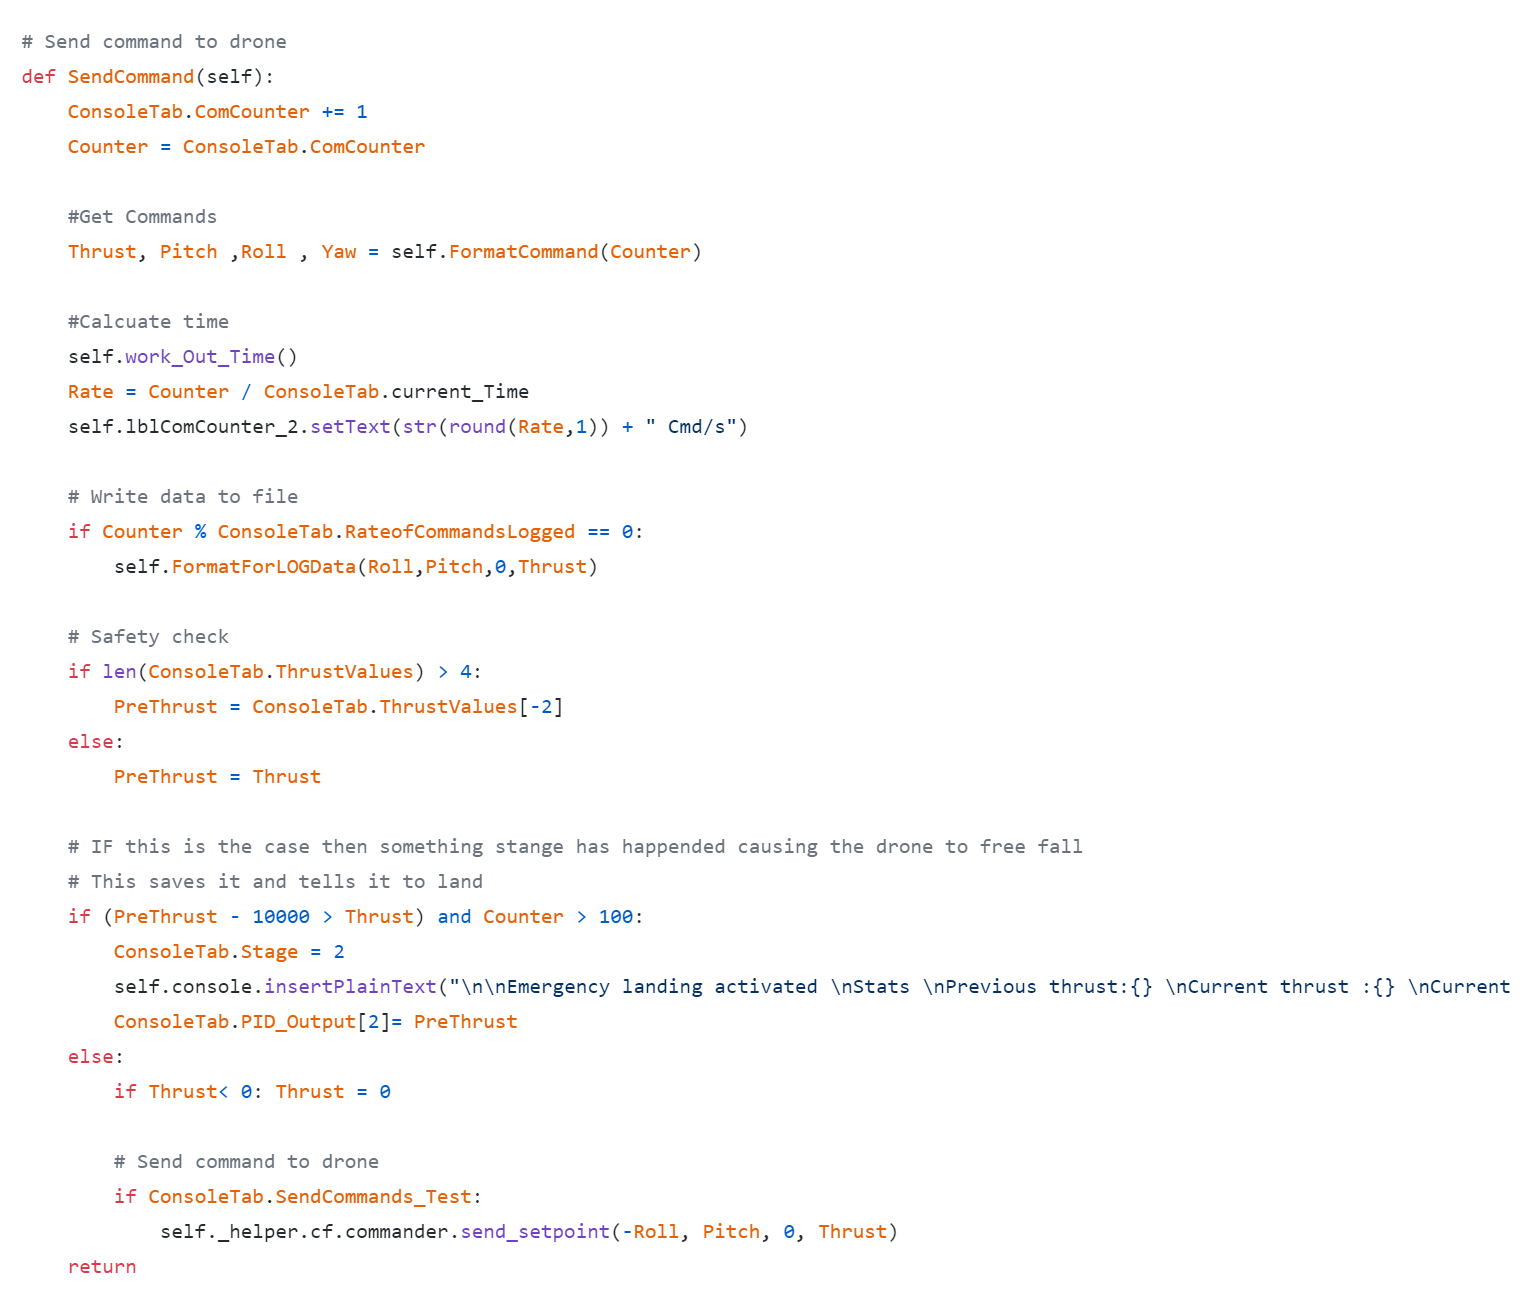 # Send command to drone
def SendCommand(self):
    ConsoleTab.ComCounter += 1
    Counter = ConsoleTab.ComCounter

    #Get Commands
    Thrust, Pitch ,Roll , Yaw = self.FormatCommand(Counter)

    #Calcuate time
    self.work_Out_Time()
    Rate = Counter / ConsoleTab.current_Time
    self.lblComCounter_2.setText(str(round(Rate,1)) + " Cmd/s")

    # Write data to file
    if Counter % ConsoleTab.RateofCommandsLogged == 0:
        self.FormatForLOGData(Roll,Pitch,0,Thrust)

    # Safety check
    if len(ConsoleTab.ThrustValues) > 4:
        PreThrust = ConsoleTab.ThrustValues[-2]
    else:
        PreThrust = Thrust

    # IF this is the case then something stange has happended causing the drone to free fall
    # This saves it and tells it to land
    if (PreThrust - 10000 > Thrust) and Counter > 100:
        ConsoleTab.Stage = 2
        self.console.insertPlainText("\n\nEmergency landing activated \nStats \nPrevious thrust:{} \nCurrent thrust :{} \nCurrent
        ConsoleTab.PID_Output[2]= PreThrust
    else:
        if Thrust< 0: Thrust = 0

        # Send command to drone
        if ConsoleTab.SendCommands_Test:
            self._helper.cf.commander.send_setpoint(-Roll, Pitch, 0, Thrust)
    return